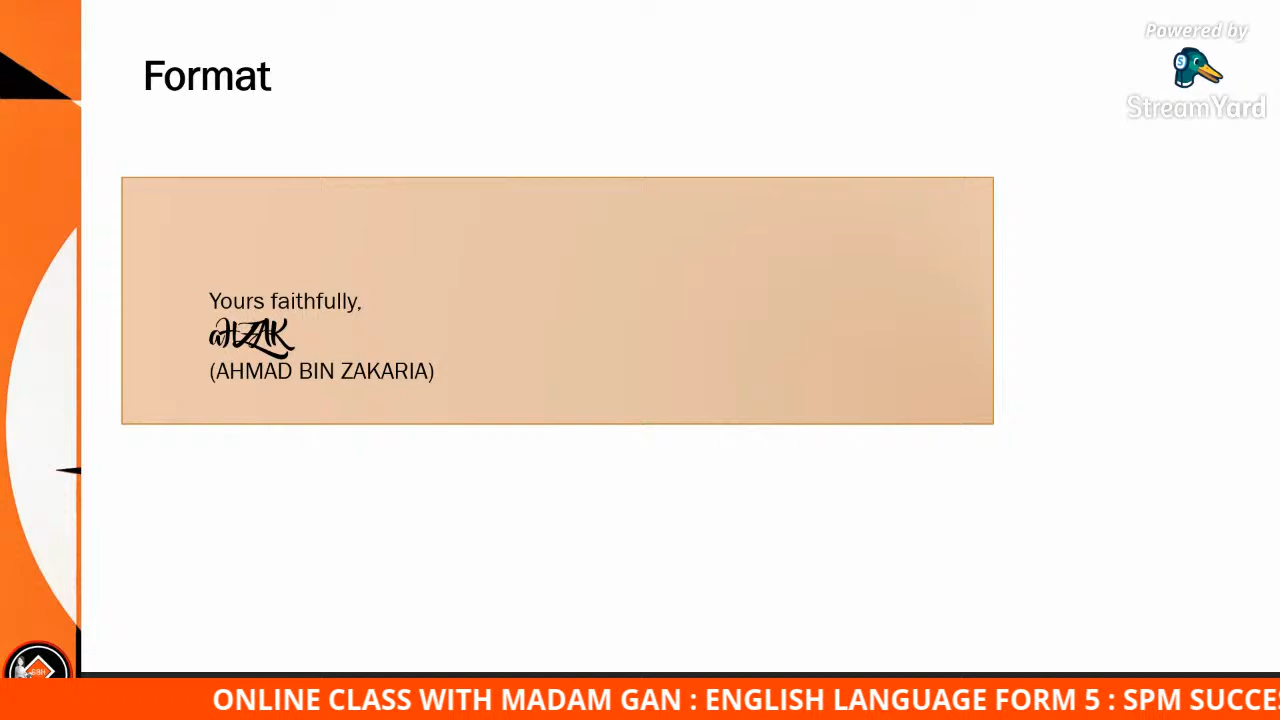 Format
Powered by
StreamYard
Yours faithfully,
aHZAK
(AHMAD BIN ZAKARIA)
ONLINE CLASS WITH MADAM GAN : ENGLISH LANGUAGE FORM 5 : SPM SUCCE